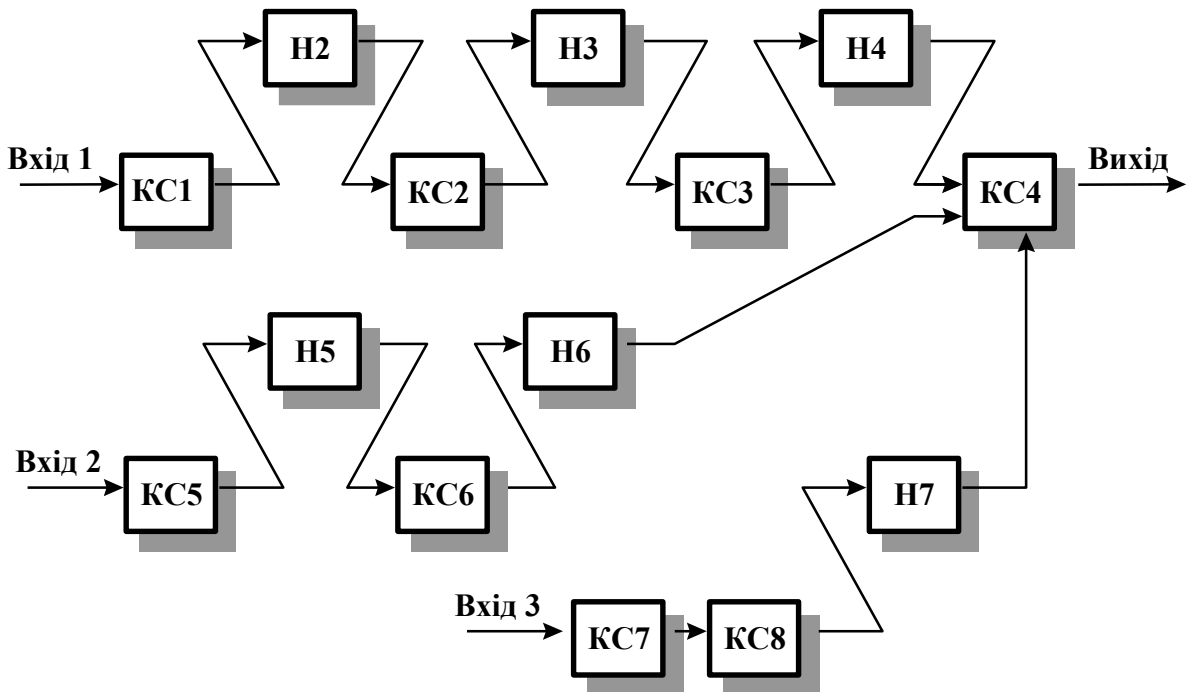 Н2
Н3
Н4
Вхід 1
КС1
КС2
КС3
КС4
Вихід
Н5
Н6
Вхід 2
КС5
КС6
Н7
Вхід 3
КС7
КС8